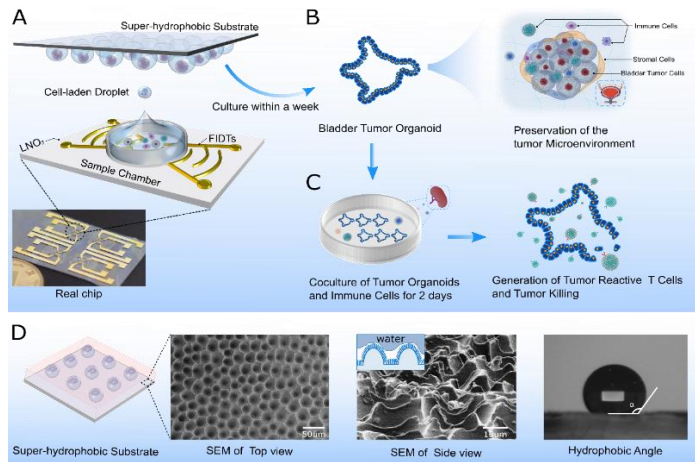 A
Super-hydrophobic Substrate
Cell-laden Droplet
LNO₃
FIDTs
Sample Chamber
Real chip
Culture within a week
B
Bladder Tumor Organoid
Immune Cells
Stromal Cells
Bladder Tumor Cells
Preservation of the
tumor Microenvironment
C
Coculture of Tumor Organoids
and Immune Cells for 2 days
Generation of Tumor Reactive T Cells
and Tumor Killing
D
Super-hydrophobic Substrate
50μm
SEM of Top view
water
SEM of Side view
α
Hydrophobic Angle